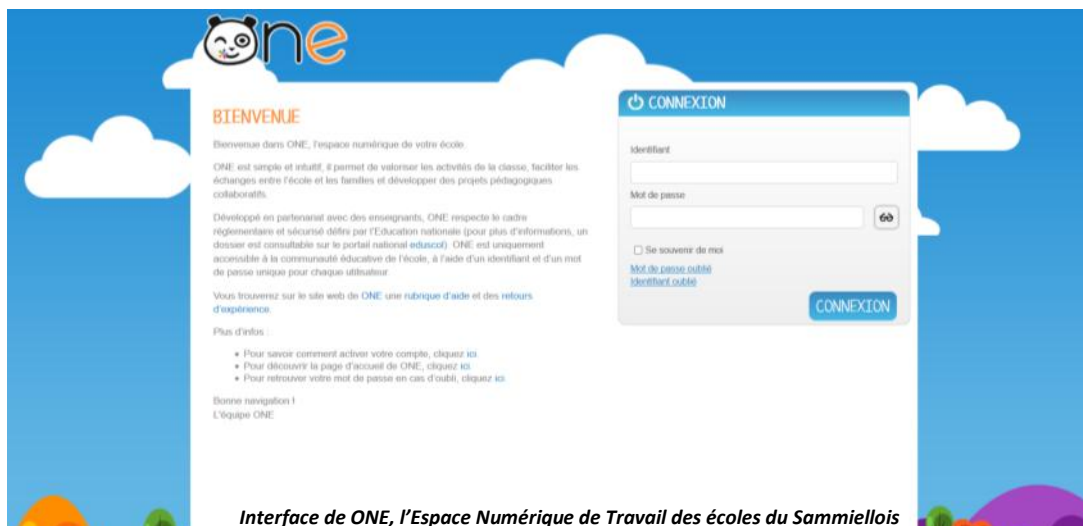 One
BIENVENUE
Bienvenue dans ONE, l'espace numérique de votre école.
ONE est simple et intuitif, il permet de valoriser les activités de la classe, faciliter les
échanges entre l'école et les familles et développer des projets pédagogiques
collaboratifs.
Développé en partenariat avec des enseignants, ONE respecte le cadre
réglementaire et sécurisé défini par l'Education nationale (pour plus d'informations, un
dossier est consultable sur le portail national eduscol). ONE est uniquement
accessible à la communauté éducative de l'école, à l'aide d'un identifiant et d'un mot
de passe unique pour chaque utilisateur.
Vous trouverez sur le site web de ONE une rubrique d'aide et des retours
d'expérience.
Plus d'infos :
• Pour savoir comment activer votre compte, cliquez ici
• Pour découvrir la page d'accueil de ONE, cliquez ici
• Pour retrouver votre mot de passe en cas d'oubli, cliquez ici
Bonne navigation !
L'équipe ONE
CONNEXION
Identifiant
Mot de passe
Se souvenir de moi
Mot de passe oublié
Identifiant oublié
CONNEXION
Interface de ONE, l'Espace Numérique de Travail des écoles du Sammiellois